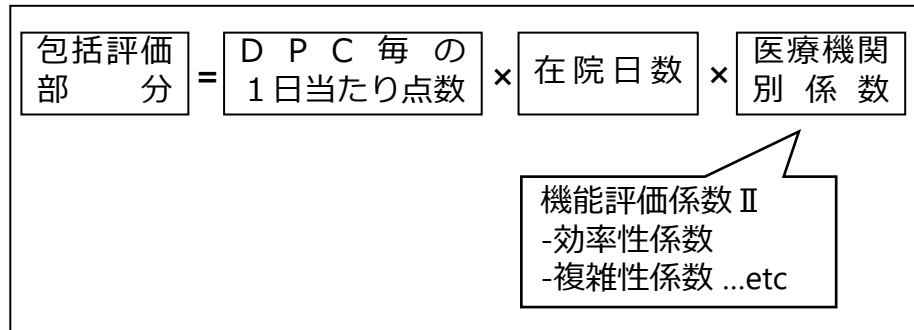 包括評価部分 = DPC毎の1日当たり点数 × 在院日数 × 医療機関別係数
機能評価係数Ⅱ
-効率性係数
-複雑性係数 ...etc